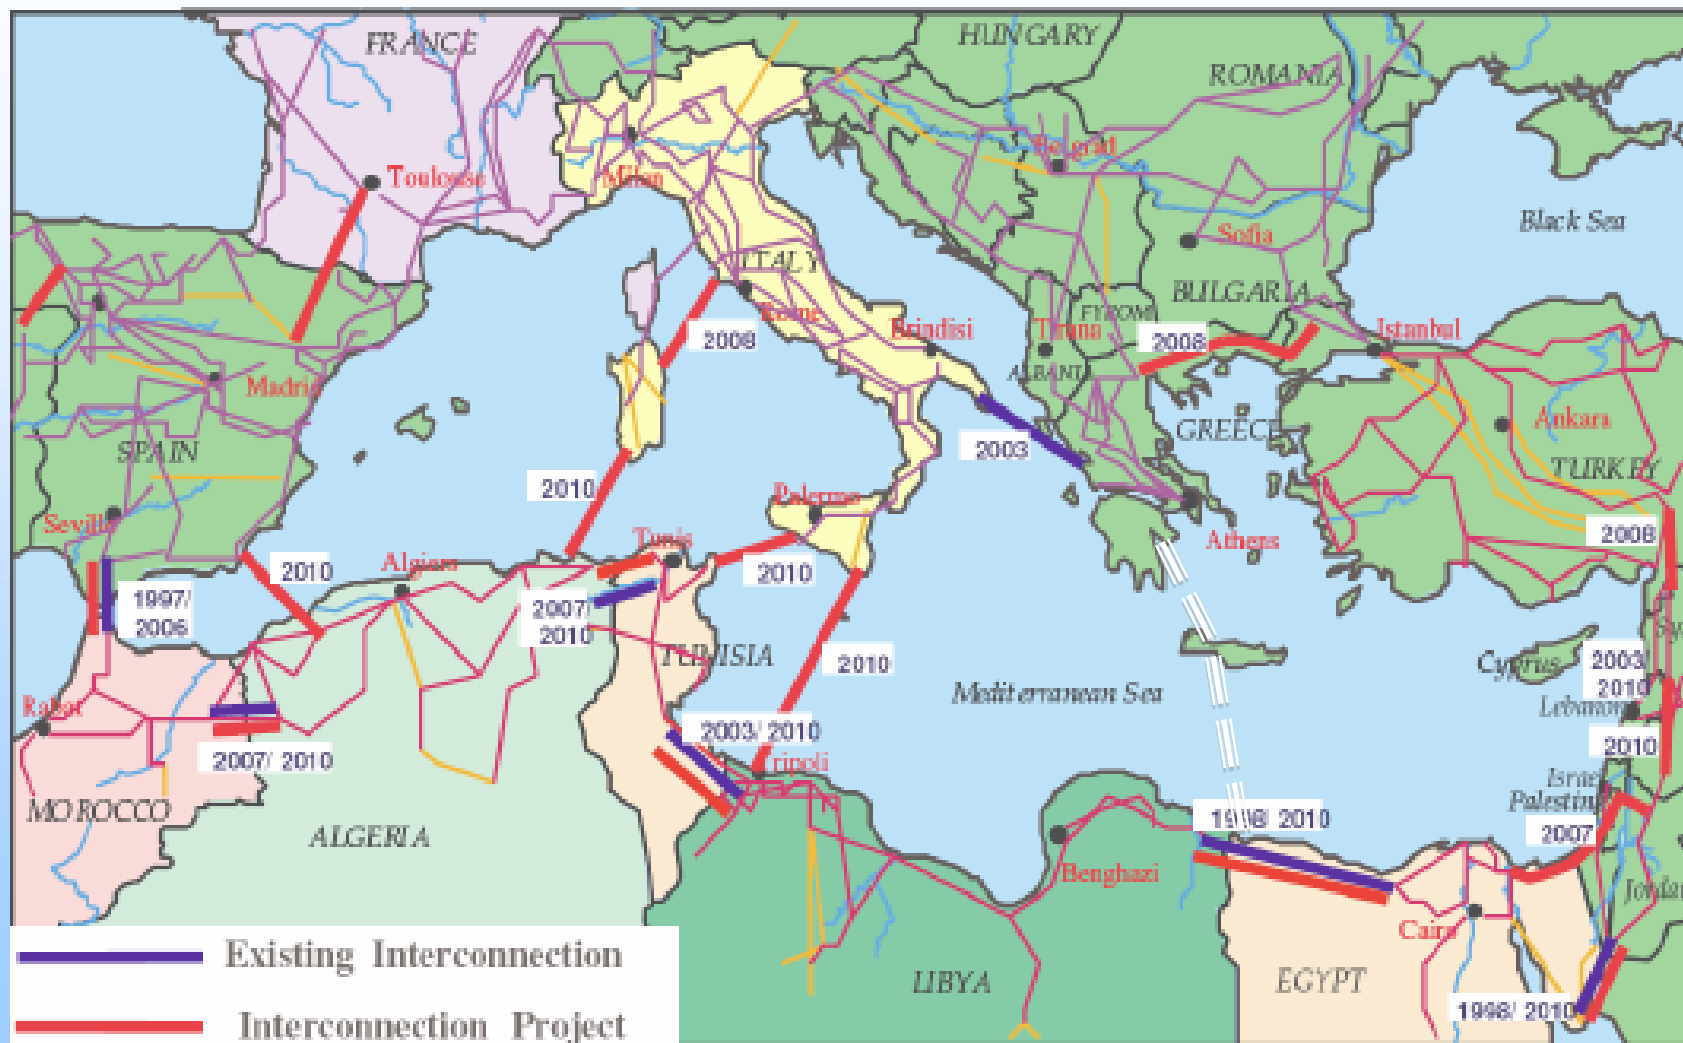 FRANCE
HUNGARY
ROMANIA
Belgrad
Toulouse
Milan
Black Sea
Sofia
ITALY
BULGARIA
Rome
FYROM
Brindisi
Tirana
Istanbul
2008
2008
ALBANIA
Madrid
Ankara
GREECE
SPAIN
2003
TURKEY
2010
Palermo
Sevilla
2008
Tunis
Athens
Algiers
2010
2010
1997/
2006
2007/
2010
TUNISIA
2010
Cyprus
2003/
2010
Mediterranean Sea
Rabat
Lebanon
2003/ 2010
2010
2007/ 2010
Tripoli
Israel
Palestine
MOROCCO
1998/ 2010
2007
ALGERIA
Benghazi
Jordan
Cairo
Existing Interconnection
LIBYA
EGYPT
1998/ 2010
Interconnection Project